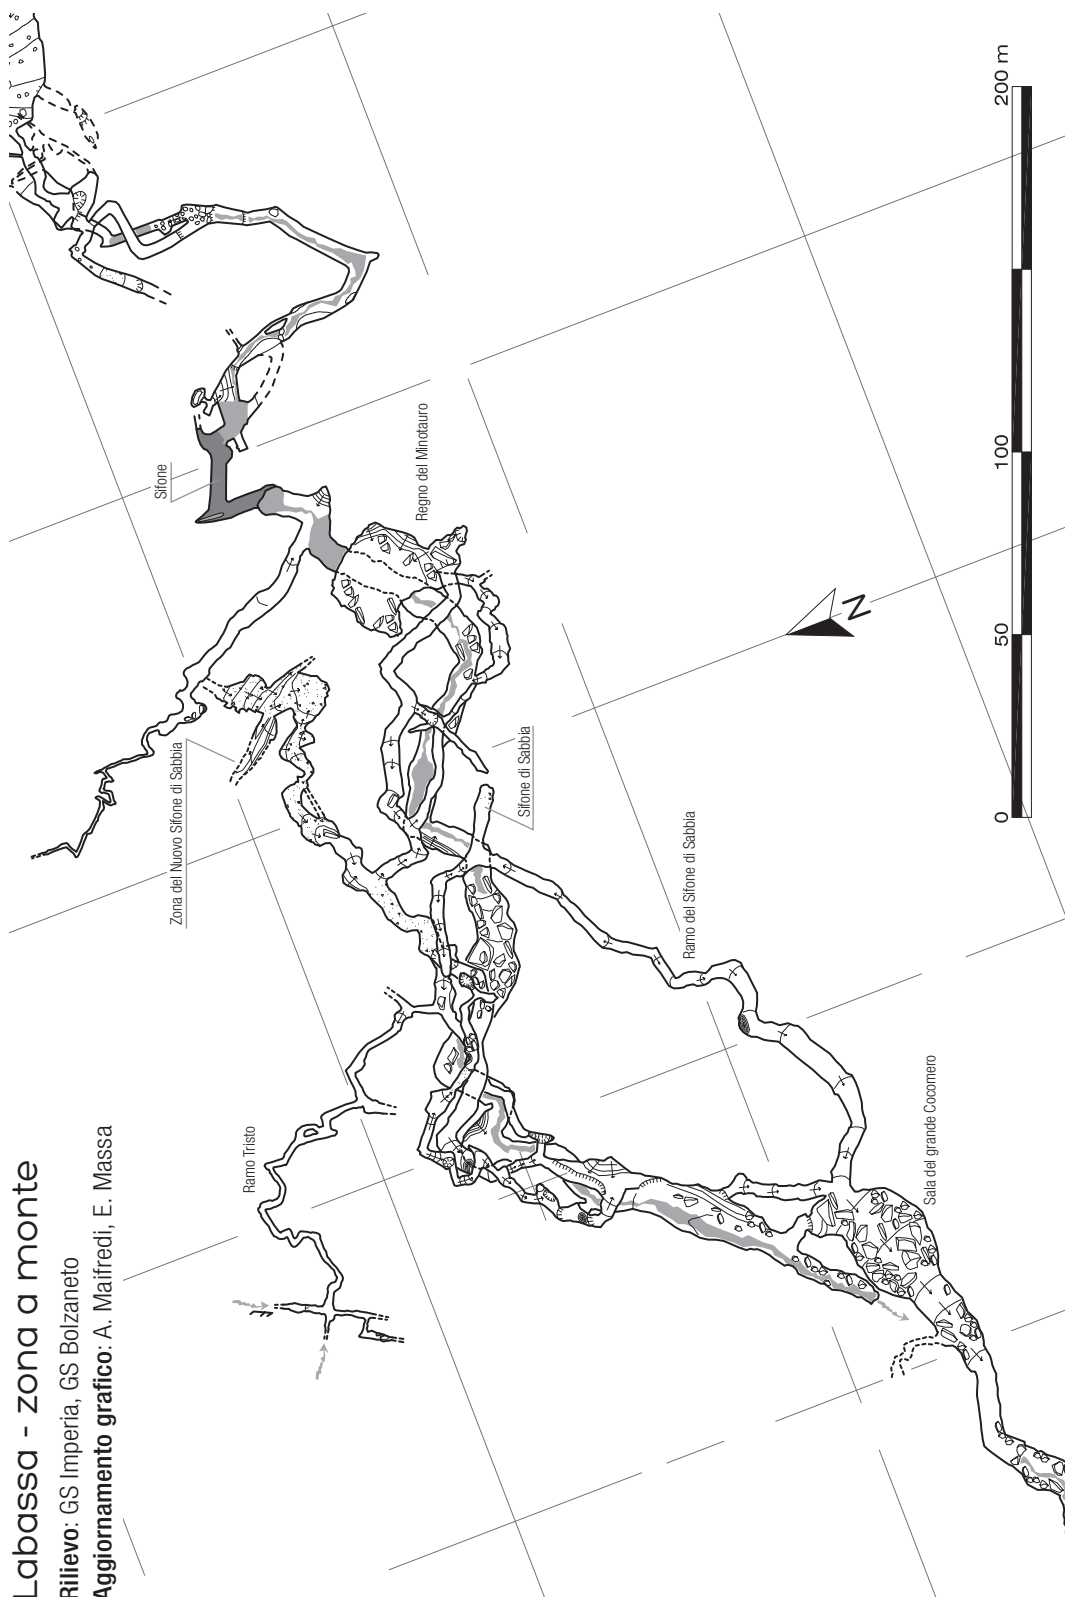 Labassa - zona a monte
Rilievo: GS Imperia, GS Bolzaneto
Aggiornamento grafico: A. Maifredi, E. Massa
Ramo Tristo
Zona del Nuovo Sifone di Sabbia
Sifone
Regno del Minotauro
Sifone di Sabbia
Ramo del Sifone di Sabbia
Sala del grande Cocomero
N
0 50 100 200 m